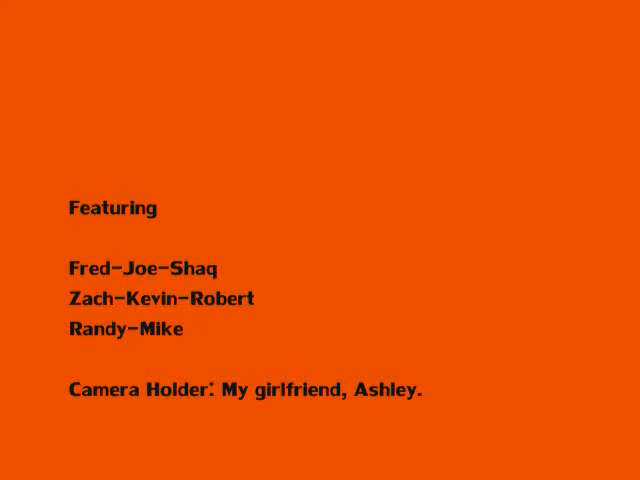 Featuring
Fred-Joe-Shaq
Zach-Kevin-Robert
Randy-Mike
Camera Holder: My girlfriend, Ashley.